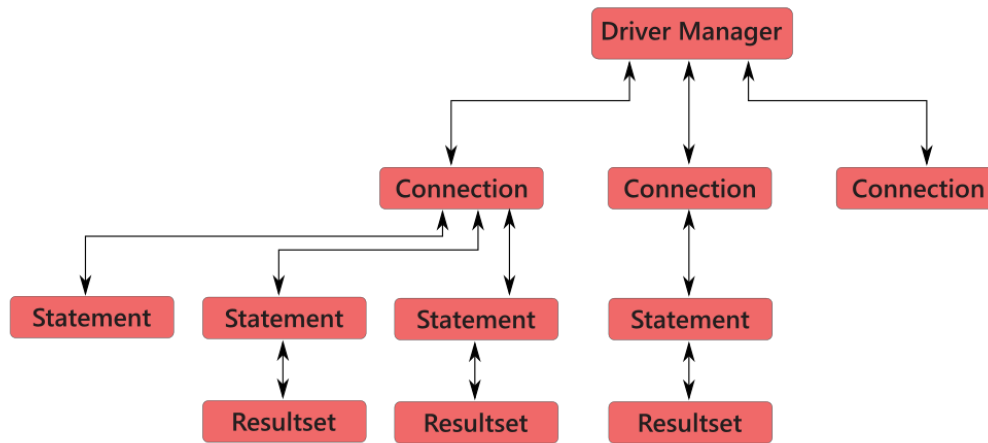 Driver Manager
Connection
Connection
Connection
Statement
Statement
Statement
Statement
Resultset
Resultset
Resultset